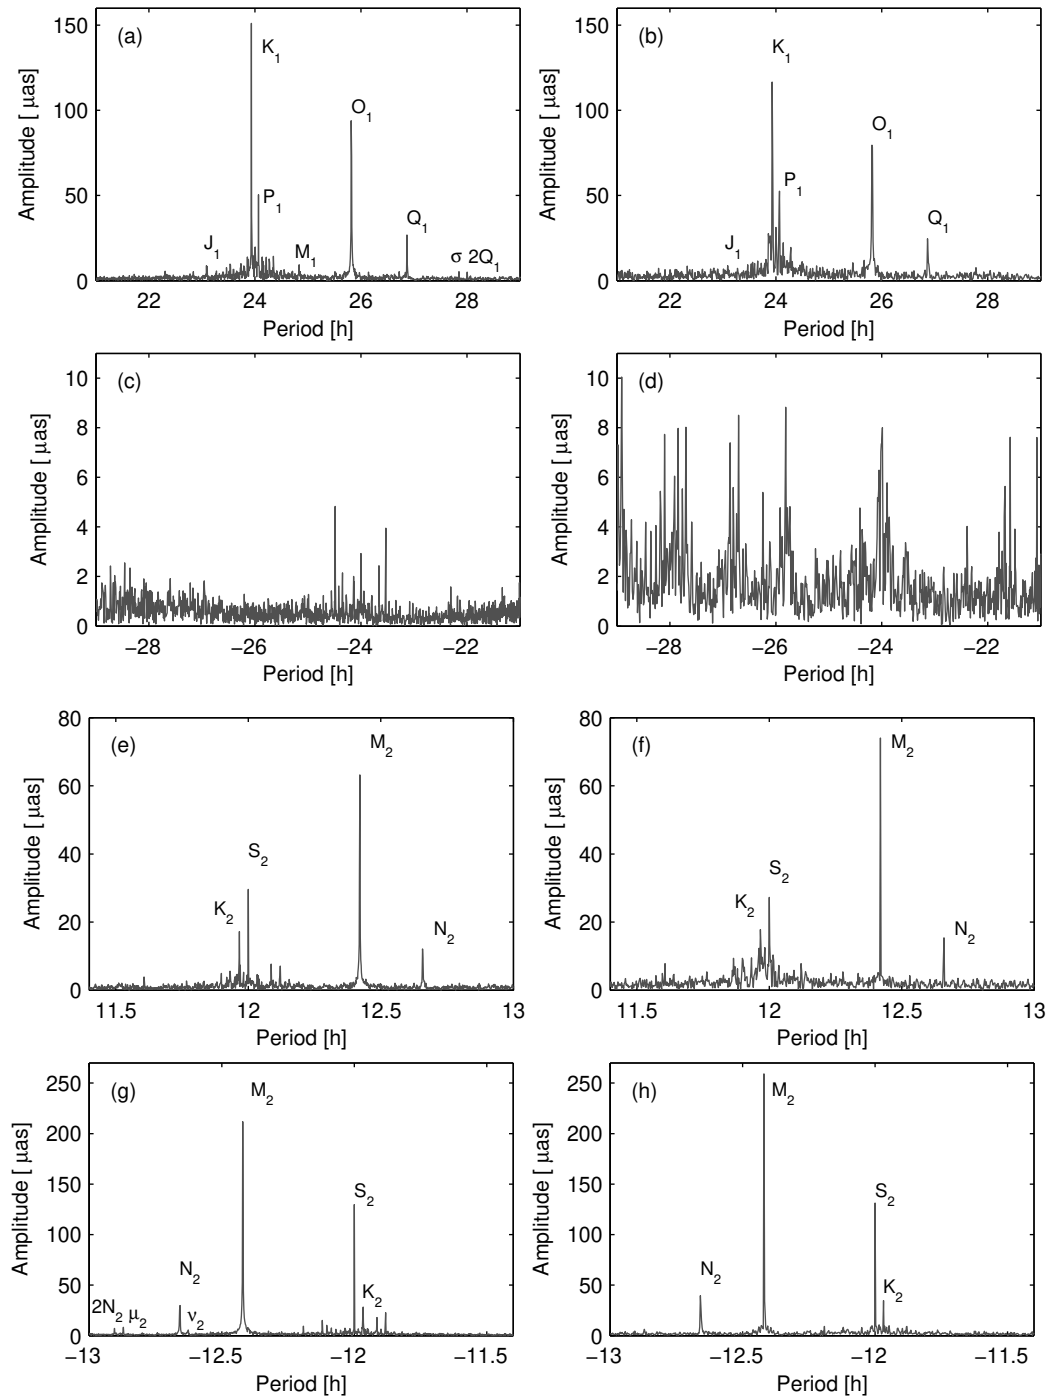 (a)
K₁
O₁
P₁
Q₁
J₁
M₁
σ 2Q₁
150
100
50
0
22 24 26 28
Amplitude [ μas]
Period [h]
(b)
K₁
O₁
P₁
Q₁
J₁
150
100
50
0
22 24 26 28
Amplitude [ μas]
Period [h]
(c)
10
8
6
4
2
0
−28 −26 −24 −22
Amplitude [ μas]
Period [h]
(d)
10
8
6
4
2
0
−28 −26 −24 −22
Amplitude [ μas]
Period [h]
(e)
M₂
S₂
K₂
N₂
80
60
40
20
0
11.5 12 12.5 13
Amplitude [ μas]
Period [h]
(f)
M₂
S₂
K₂
N₂
80
60
40
20
0
11.5 12 12.5 13
Amplitude [ μas]
Period [h]
(g)
M₂
S₂
N₂
K₂
2N₂ μ₂
ν₂
250
200
150
100
50
0
−13 −12.5 −12 −11.5
Amplitude [ μas]
Period [h]
(h)
M₂
S₂
N₂
K₂
250
200
150
100
50
0
−13 −12.5 −12 −11.5
Amplitude [ μas]
Period [h]